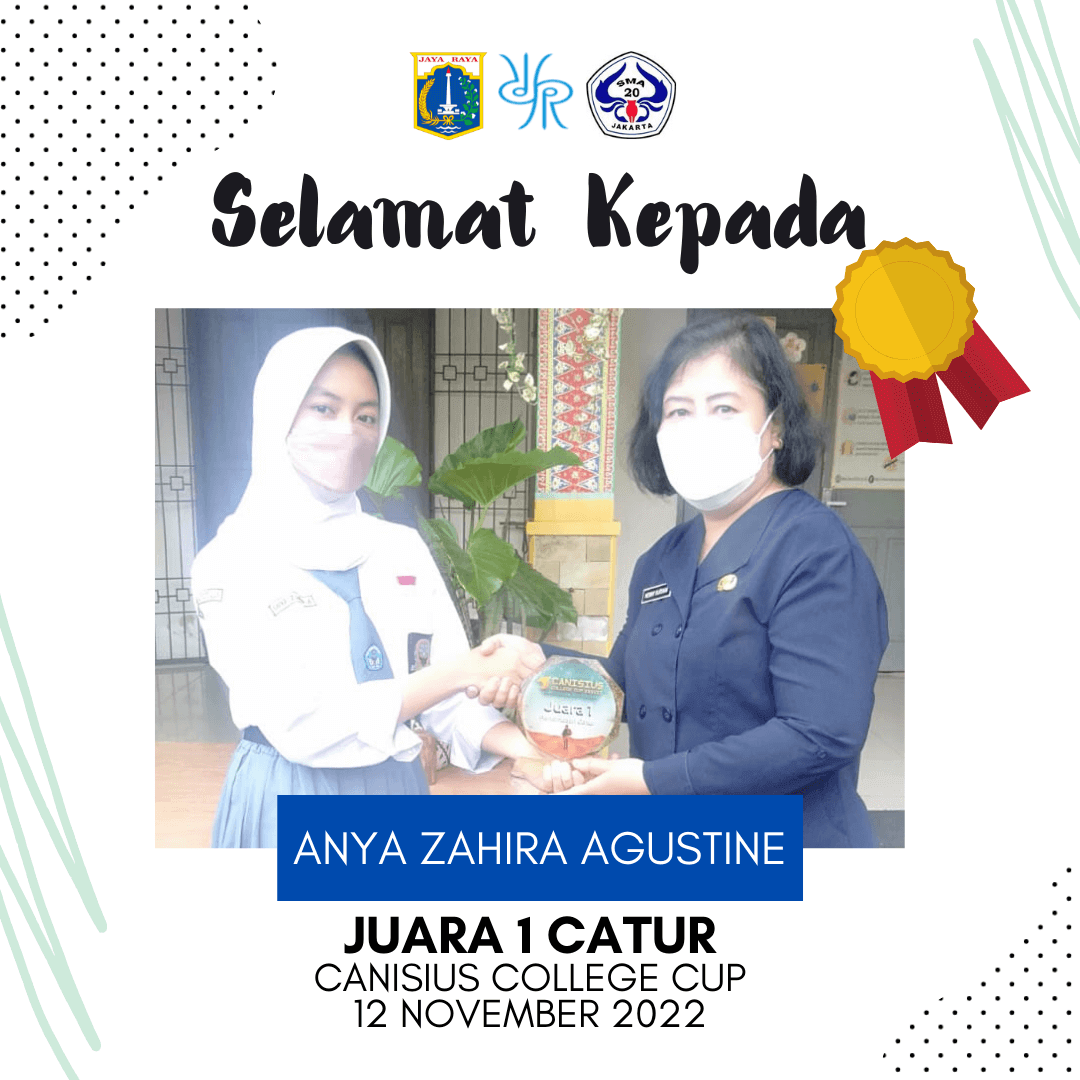 JAYA RAYA
SMA
20
JAKARTA
Selamat Kepada
CANISIUS
Juara 1
ANYA ZAHIRA AGUSTINE
JUARA 1 CATUR
CANISIUS COLLEGE CUP
12 NOVEMBER 2022